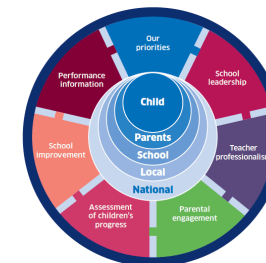 Our
priorities
School
leadership
Teacher
professionalism
Parental
engagement
Assessment
of children's
progress
School
improvement
Performance
information
Child
Parents
School
Local
National